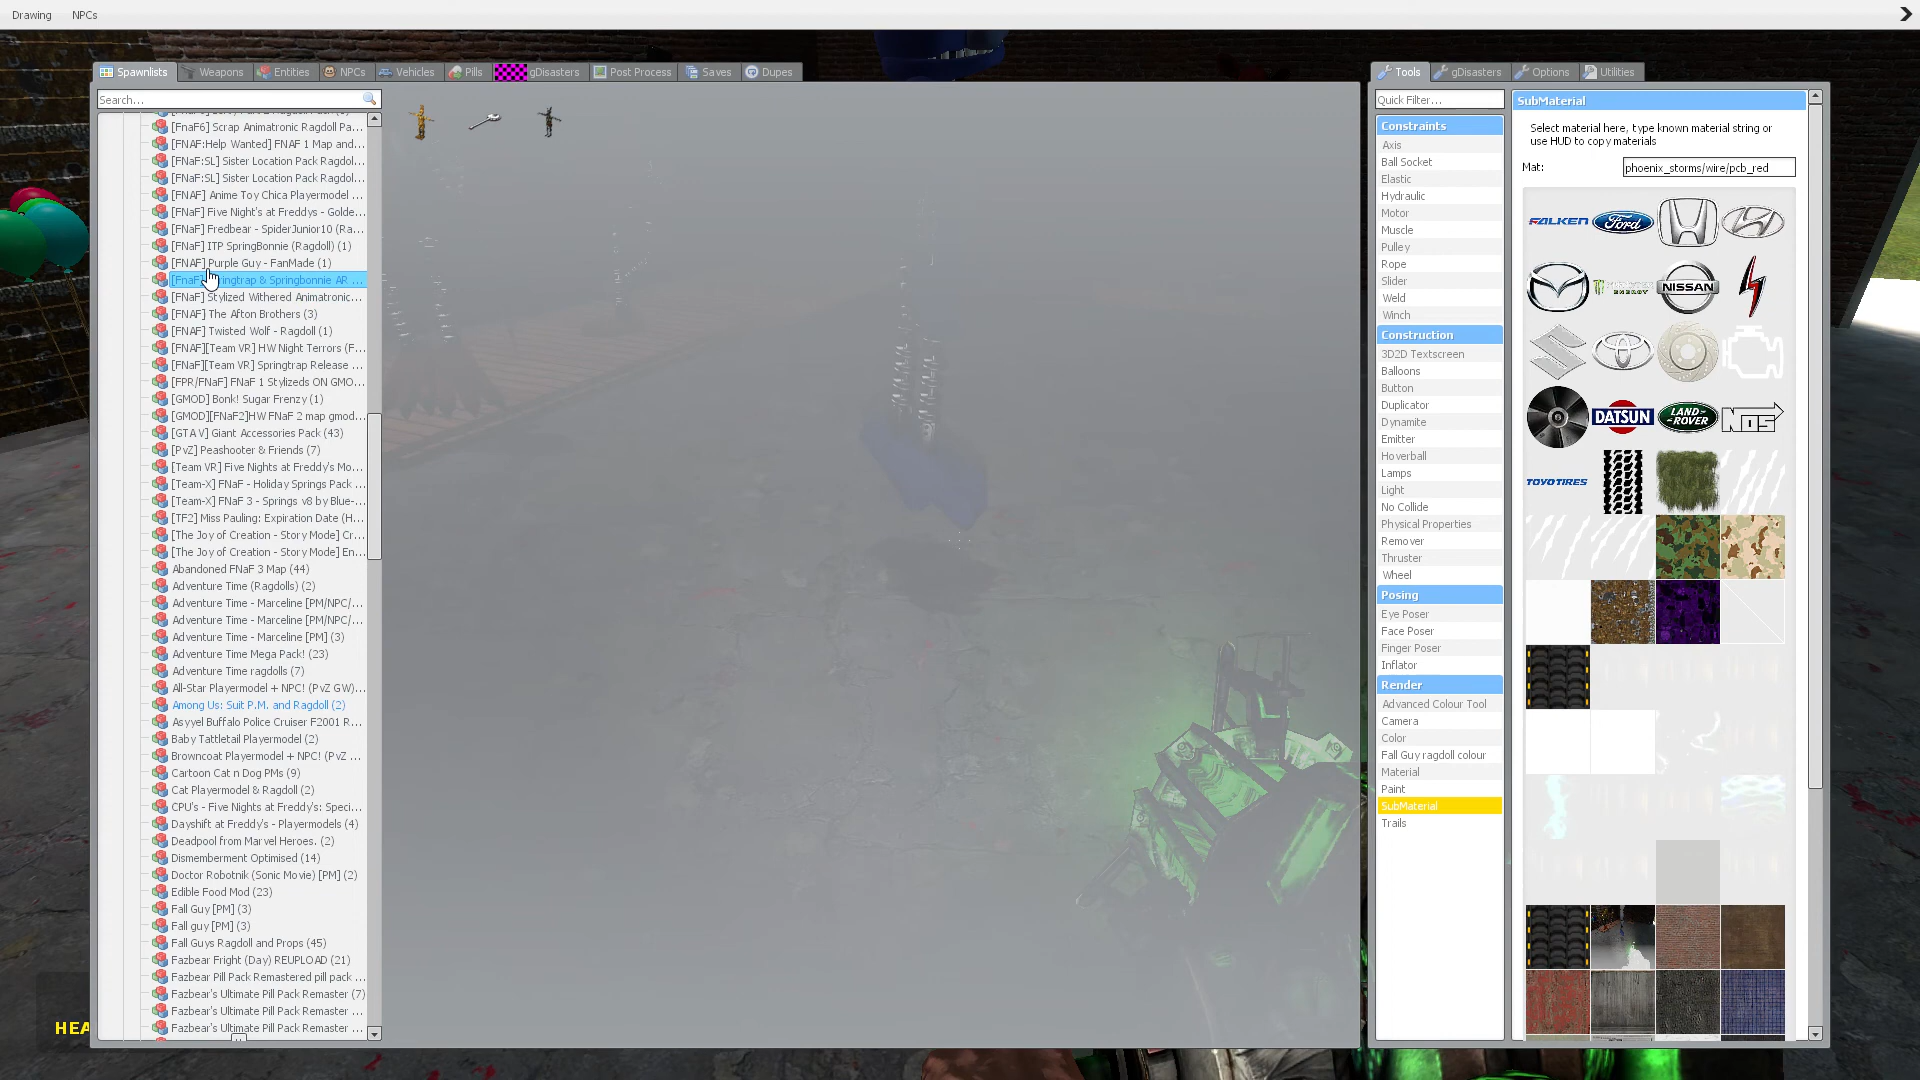 Drawing NPCs
Spawnlists Weapons Entities NPCs Vehicles Pills gDisasters Post Process Saves Dupes
Search...
[FnaF6] Scrap Animatronic Ragdoll Pa...
[FNAF:Help Wanted] FNAF 1 Map and...
[FNaF:SL] Sister Location Pack Ragdol...
[FNaF:SL] Sister Location Pack Ragdol...
[FNAF] Anime Toy Chica Playermodel ...
[FNaF] Five Night's at Freddys - Golde...
[FNaF] Fredbear - SpiderJunior10 (Ra...
[FNaF] ITP SpringBonnie (Ragdoll) (1)
[FNAF] Purple Guy - FanMade (1)
[FnaF] ingtrap & Springbonnie AR ...
[FNaF] Stylized Withered Animatronic...
[FNAF] The Afton Brothers (3)
[FNAF] Twisted Wolf - Ragdoll (1)
[FNAF][Team VR] HW Night Terrors (F...
[FNaF][Team VR] Springtrap Release ...
[FPR/FNaF] FNaF 1 Stylizeds ON GMO...
[GMOD] Bonk! Sugar Frenzy (1)
[GMOD][FNaF2]HW FNaF 2 map gmod...
[GTA V] Giant Accessories Pack (43)
[PvZ] Peashooter & Friends (7)
[Team VR] Five Nights at Freddy's Mo...
[Team-X] FNaF - Holiday Springs Pack ...
[Team-X] FNaF 3 - Springs v8 by Blue-...
[TF2] Miss Pauling: Expiration Date (H...
[The Joy of Creation - Story Mode] Cr...
[The Joy of Creation - Story Mode] En...
Abandoned FNaF 3 Map (44)
Adventure Time (Ragdolls) (2)
Adventure Time - Marceline [PM/NPC/...
Adventure Time - Marceline [PM/NPC/...
Adventure Time - Marceline [PM] (3)
Adventure Time Mega Pack! (23)
Adventure Time ragdolls (7)
All-Star Playermodel + NPC! (PvZ GW)...
Among Us: Suit P.M. and Ragdoll (2)
Asyyel Buffalo Police Cruiser F2001 R...
Baby Tattletail Playermodel (2)
Browncoat Playermodel + NPC! (PvZ ...
Cartoon Cat n Dog PMs (9)
Cat Playermodel & Ragdoll (2)
CPU's - Five Nights at Freddy's: Speci...
Dayshift at Freddy's - Playermodels (4)
Deadpool from Marvel Heroes. (2)
Dismemberment Optimised (14)
Doctor Robotnik (Sonic Movie) [PM] (2)
Edible Food Mod (23)
Fall Guy [PM] (3)
Fall guy [PM] (3)
Fall Guys Ragdoll and Props (45)
Fazbear Fright (Day) REUPLOAD (21)
Fazbear Pill Pack Remastered pill pack ...
Fazbear's Ultimate Pill Pack Remaster (7)
Fazbear's Ultimate Pill Pack Remaster ...
Fazbear's Ultimate Pill Pack Remaster ...
HEA
Tools gDisasters Options Utilities
Quick Filter...
Constraints
Axis
Ball Socket
Elastic
Hydraulic
Motor
Muscle
Pulley
Rope
Slider
Weld
Winch
Construction
3D2D Textscreen
Balloons
Button
Duplicator
Dynamite
Emitter
Hoverball
Lamps
Light
No Collide
Physical Properties
Remover
Thruster
Wheel
Posing
Eye Poser
Face Poser
Finger Poser
Inflator
Render
Advanced Colour Tool
Camera
Color
Fall Guy ragdoll colour
Material
Paint
SubMaterial
Trails
SubMaterial
Select material here, type known material string or
use HUD to copy materials
Mat: phoenix_storms/wire/pcb_red
FALKEN Ford
NISSAN
DATSUN LAND-ROVER NOS
TOYO TIRES